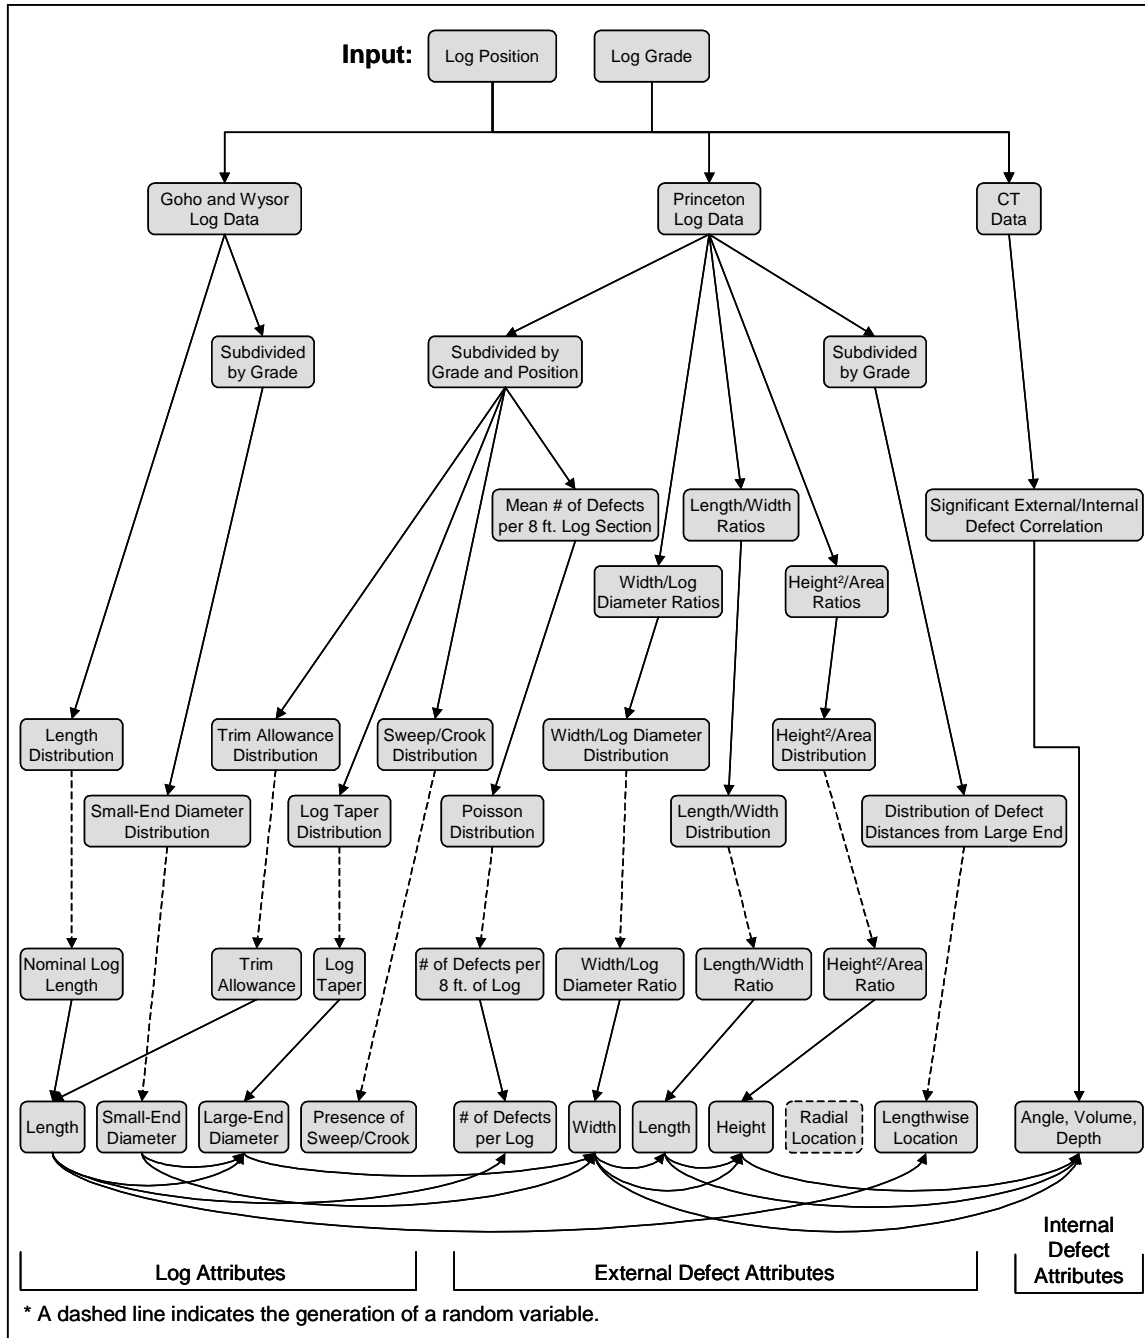 Input:
Log Position
Log Grade
Goho and Wysor
Log Data
Princeton
Log Data
CT
Data
Subdivided
by Grade
Subdivided by
Grade and Position
Subdivided
by Grade
Mean # of Defects
per 8 ft. Log Section
Length/Width
Ratios
Significant External/Internal
Defect Correlation
Width/Log
Diameter Ratios
Height²/Area
Ratios
Length
Distribution
Trim Allowance
Distribution
Sweep/Crook
Distribution
Width/Log Diameter
Distribution
Height²/Area
Distribution
Small-End Diameter
Distribution
Log Taper
Distribution
Poisson
Distribution
Length/Width
Distribution
Distribution of Defect
Distances from Large End
Nominal Log
Length
Trim
Allowance
Log
Taper
# of Defects per
8 ft. of Log
Width/Log
Diameter Ratio
Length/Width
Ratio
Height²/Area
Ratio
Length
Small-End
Diameter
Large-End
Diameter
Presence of
Sweep/Crook
# of Defects
per Log
Width
Length
Height
Radial
Location
Lengthwise
Location
Angle, Volume,
Depth
Log Attributes
External Defect Attributes
Internal
Defect
Attributes
* A dashed line indicates the generation of a random variable.